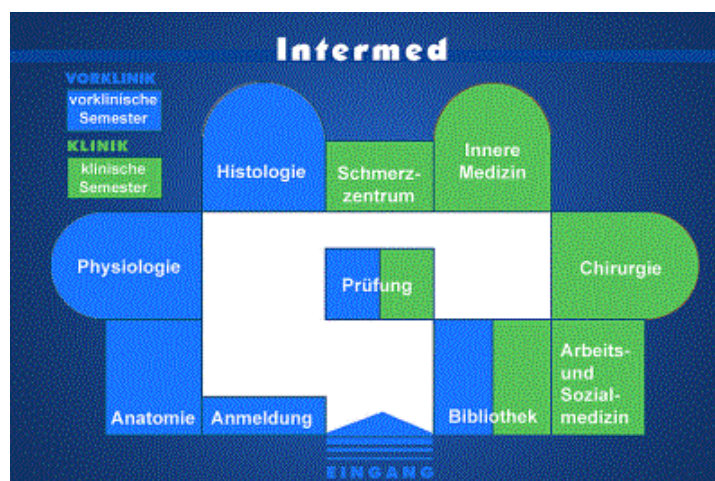 Intermed
VORKLINIK
vorklinische
Semester
KLINIK
klinische
Semester
Histologie
Schmerz-
zentrum
Innere
Medizin
Physiologie
Prüfung
Chirurgie
Anatomie
Anmeldung
Bibliothek
Arbeits-
und
Sozial-
medizin
EINGANG